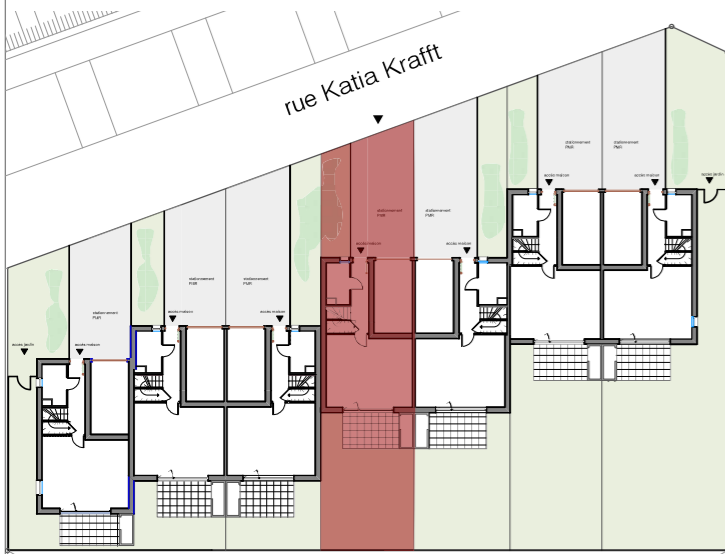 rue Katia Krafft
stationnement
PMR
stationnement
PMR
accès maison
accès maison
accès jardin
stationnement
PMR
stationnement
PMR
accès maison
accès maison
stationnement
PMR
stationnement
PMR
accès maison
accès maison
stationnement
PMR
accès jardin
accès maison